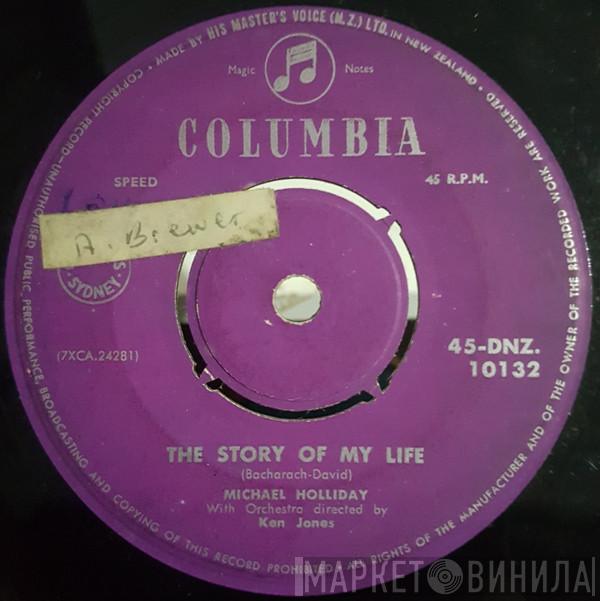 MADE BY HIS MASTER'S VOICE (N.Z.) LTD. IN NEW ZEALAND • COPYRIGHT RECORD—UNAUTHORISED PUBLIC PERFORMANCE, BROADCASTING AND COPYING OF THIS RECORD PROHIBITED • ALL RIGHTS OF THE MANUFACTURER AND OF THE OWNER OF THE RECORDED WORK ARE RESERVED
Magic Notes
COLUMBIA
SPEED 45 R.P.M.
A. Brewer
SYDNEY
(7XCA.24281)
45-DNZ.
10132
THE STORY OF MY LIFE
(Bacharach-David)
MICHAEL HOLLIDAY
With Orchestra directed by
Ken Jones
МАРКЕТ ВИНИЛА